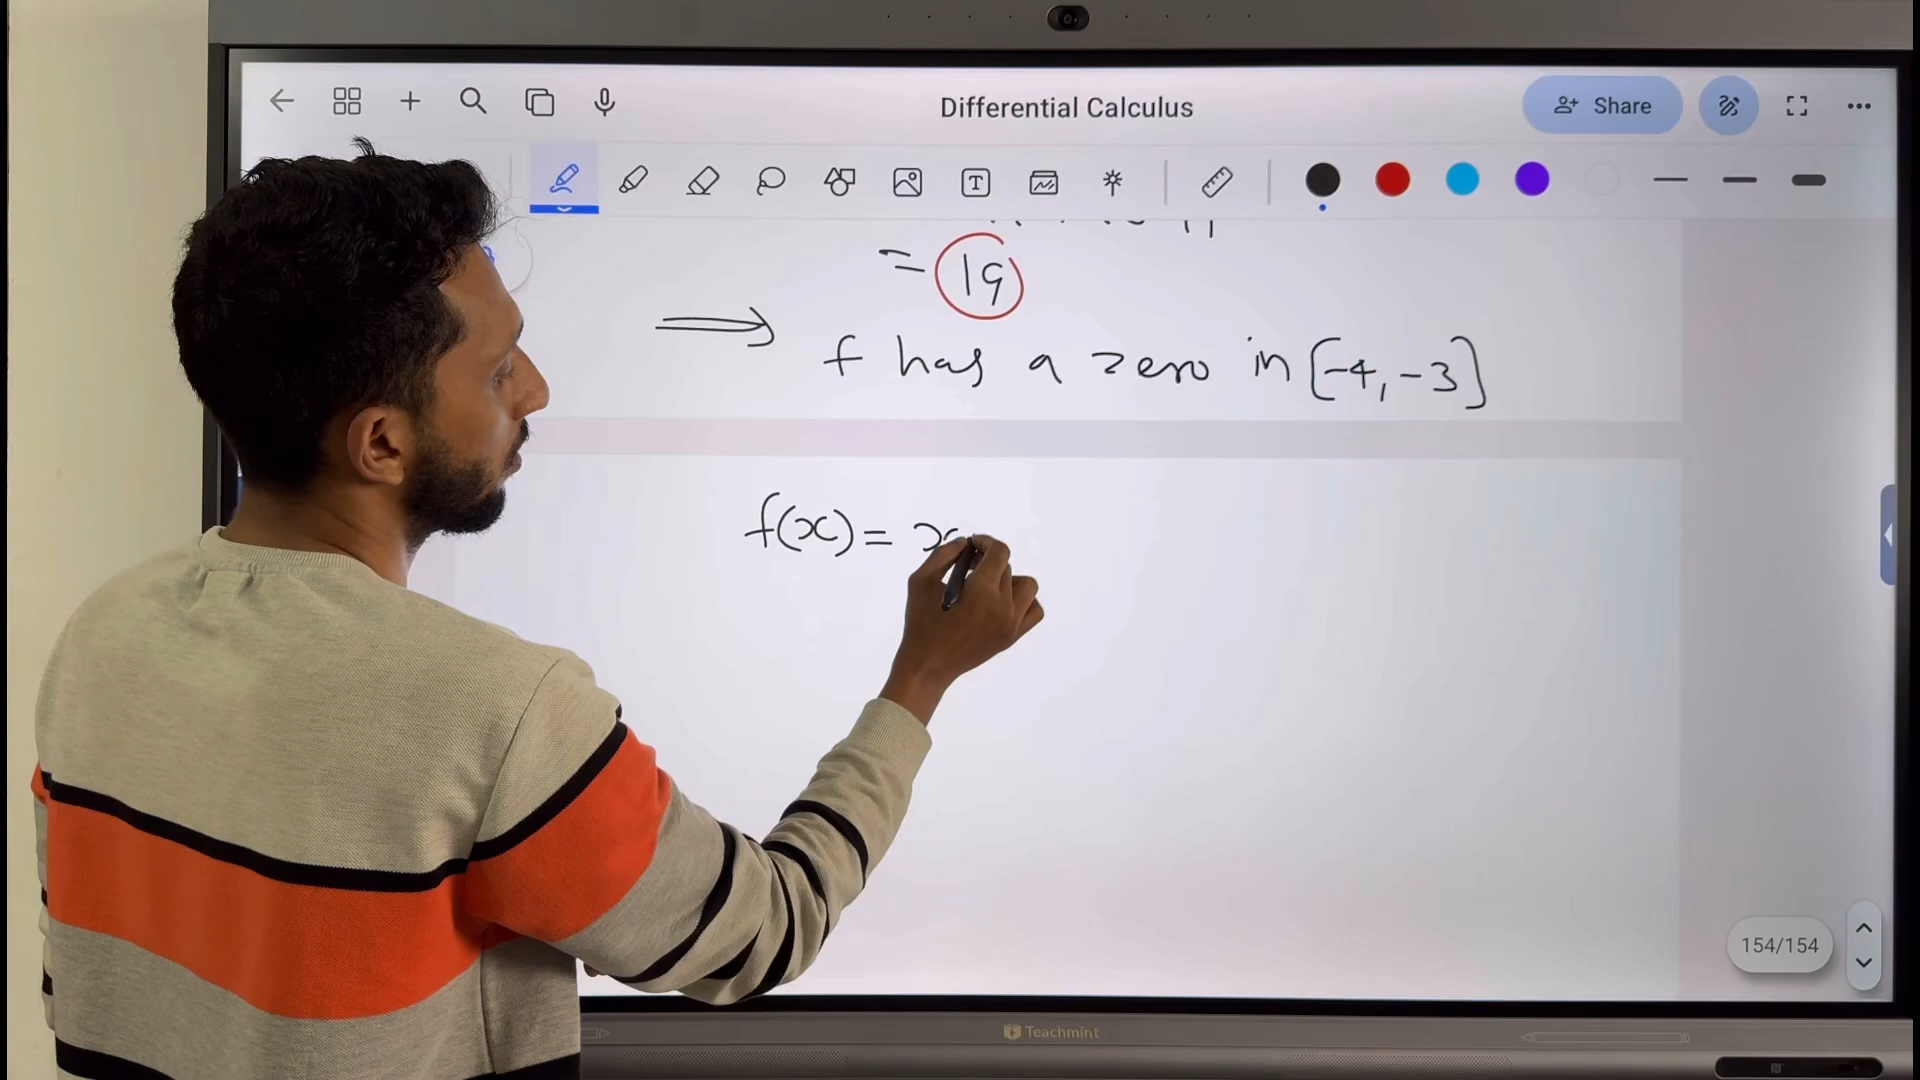 Differential Calculus
Share
= 19
⟹ f has a zero in [-4, -3]
f(x) = x
154/154
Teachmint